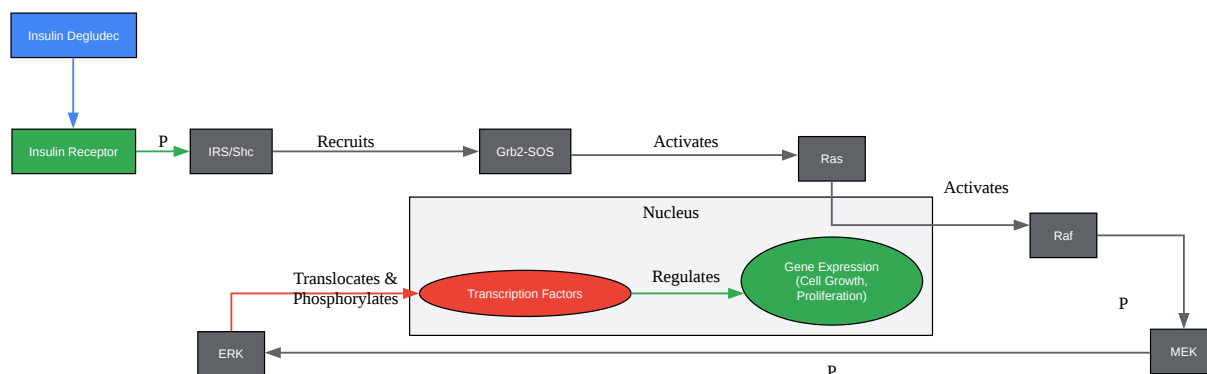 Insulin Degludec
Insulin Receptor
P
IRS/Shc
Recruits
Grb2-SOS
Activates
Ras
Activates
Nucleus
Raf
Gene Expression
(Cell Growth,
Proliferation)
Regulates
Translocates &
Phosphorylates
Transcription Factors
P
ERK
MEK
P